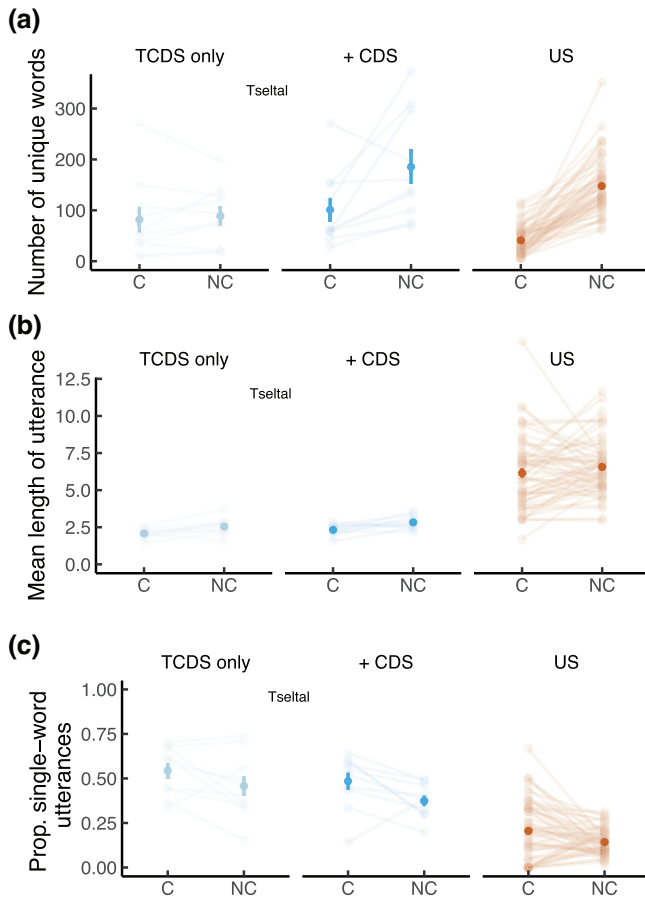 (a)
TCDS only
+ CDS
US
Tseltal
Number of unique words
300
200
100
0
C
NC
C
NC
C
NC
(b)
TCDS only
+ CDS
US
Tseltal
Mean length of utterance
12.5
10.0
7.5
5.0
2.5
0.0
C
NC
C
NC
C
NC
(c)
TCDS only
+ CDS
US
Tseltal
Prop. single−word
utterances
1.00
0.75
0.50
0.25
0.00
C
NC
C
NC
C
NC